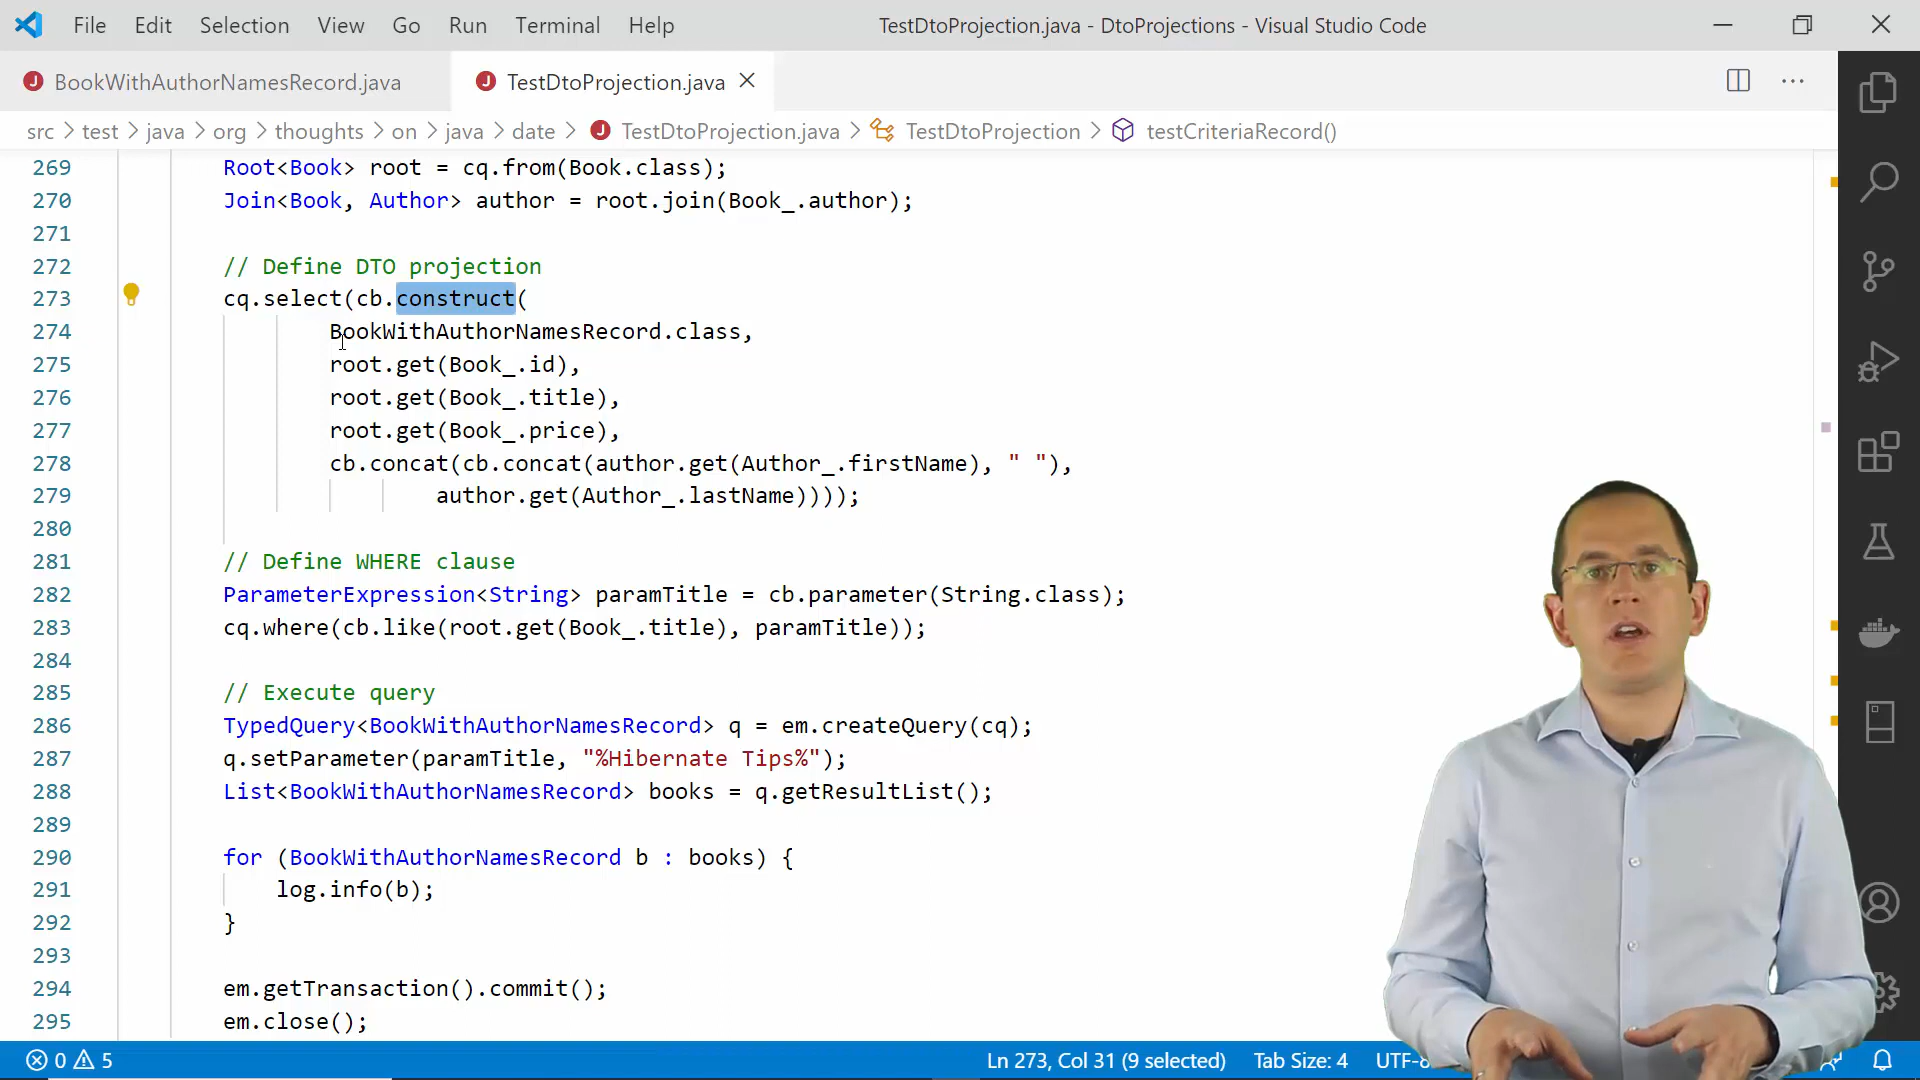 File Edit Selection View Go Run Terminal Help TestDtoProjection.java - DtoProjections - Visual Studio Code
BookWithAuthorNamesRecord.java TestDtoProjection.java
src > test > java > org > thoughts > on > java > date > TestDtoProjection.java > TestDtoProjection > testCriteriaRecord()
269 Root<Book> root = cq.from(Book.class);
270 Join<Book, Author> author = root.join(Book_.author);
271
272 // Define DTO projection
273 cq.select(cb.construct(
274 BookWithAuthorNamesRecord.class,
275 root.get(Book_.id),
276 root.get(Book_.title),
277 root.get(Book_.price),
278 cb.concat(cb.concat(author.get(Author_.firstName), " "),
279 author.get(Author_.lastName))));
280
281 // Define WHERE clause
282 ParameterExpression<String> paramTitle = cb.parameter(String.class);
283 cq.where(cb.like(root.get(Book_.title), paramTitle));
284
285 // Execute query
286 TypedQuery<BookWithAuthorNamesRecord> q = em.createQuery(cq);
287 q.setParameter(paramTitle, "%Hibernate Tips%");
288 List<BookWithAuthorNamesRecord> books = q.getResultList();
289
290 for (BookWithAuthorNamesRecord b : books) {
291 log.info(b);
292 }
293
294 em.getTransaction().commit();
295 em.close();
0 5 Ln 273, Col 31 (9 selected) Tab Size: 4 UTF-8